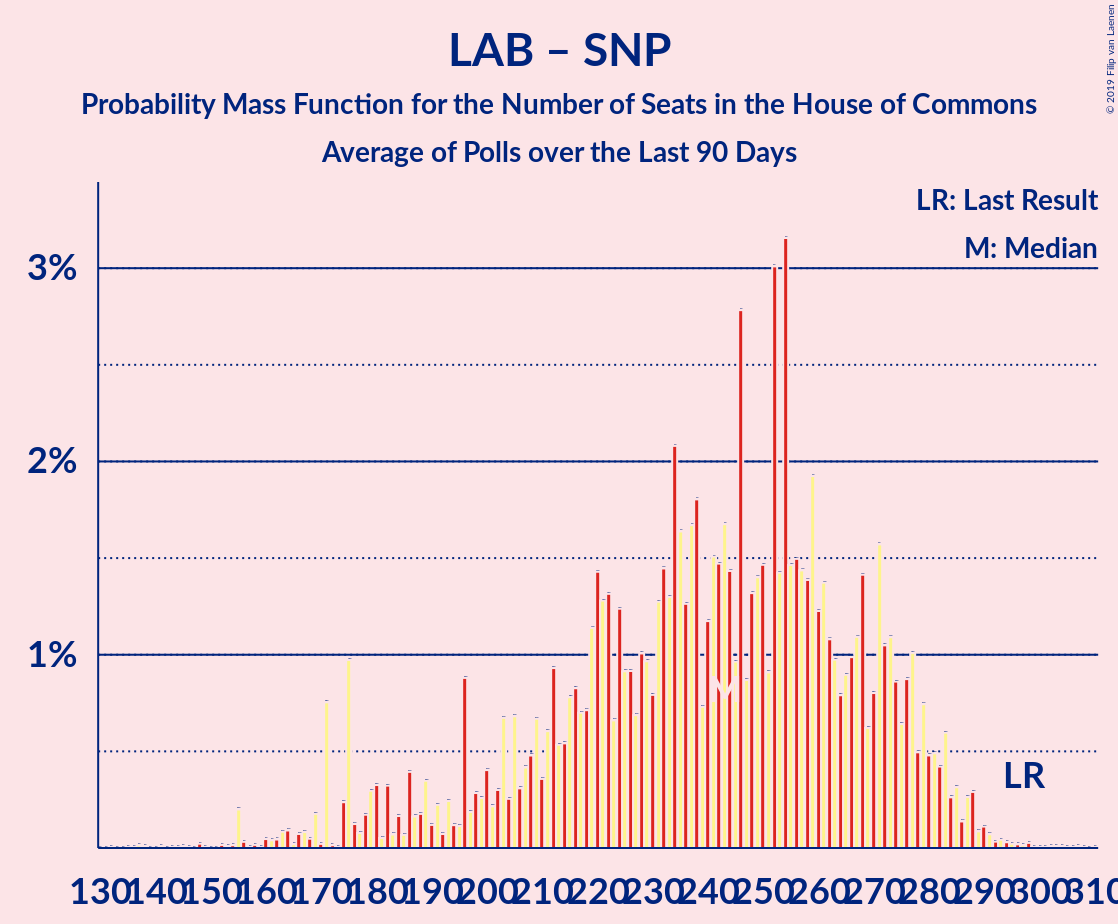 LAB – SNP
Probability Mass Function for the Number of Seats in the House of Commons
Average of Polls over the Last 90 Days
© 2019 Filip van Laenen
LR: Last Result
M: Median
3%
2%
1%
M
LR
130 140 150 160 170 180 190 200 210 220 230 240 250 260 270 280 290 300 310